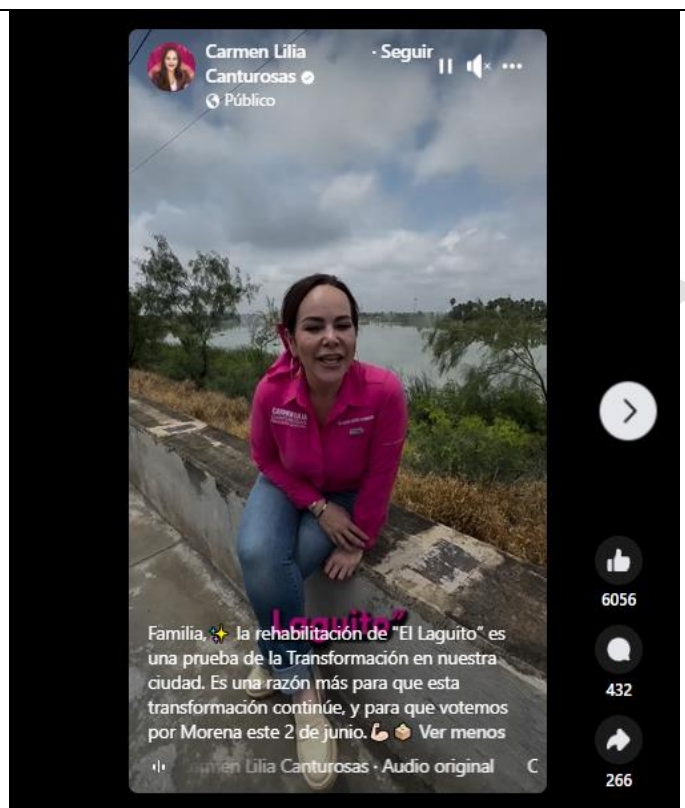 Carmen Lilia · Seguir
Canturosas
Público
CARMEN LILIA
Laguito"
Familia,✨ la rehabilitación de "El Laguito" es
una prueba de la Transformación en nuestra
ciudad. Es una razón más para que esta
transformación continúe, y para que votemos
por Morena este 2 de junio.💪🗳️ Ver menos
men Lilia Canturosas · Audio original C
6056
432
266